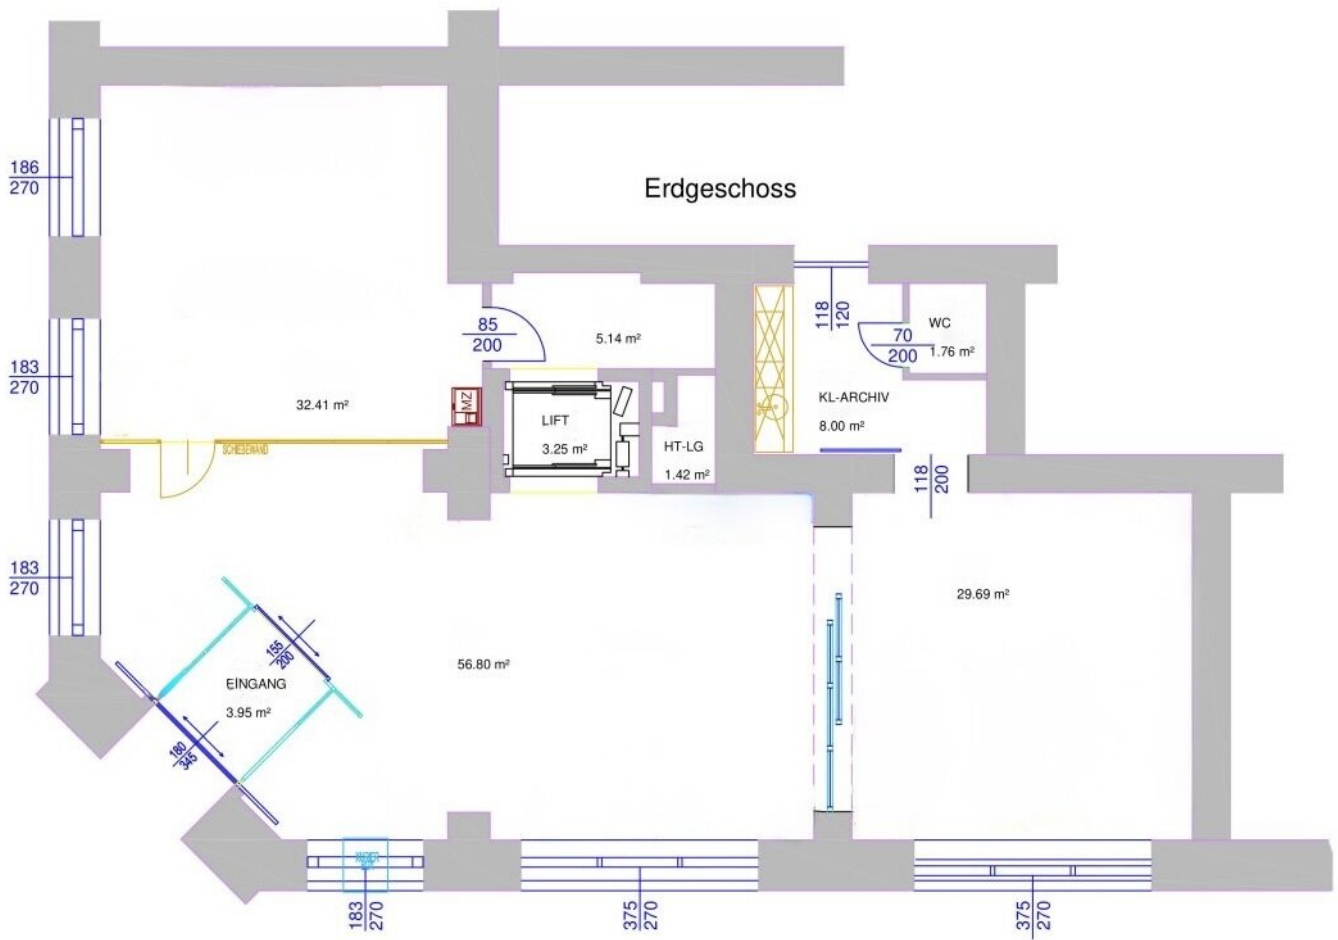 Erdgeschoss
186
270
118
120
85
200
5.14 m²
WC
70
200
1.76 m²
183
270
32.41 m²
MZ
LIFT
3.25 m²
KL-ARCHIV
8.00 m²
SCHIEBEWAND
HT-LG
1.42 m²
118
200
183
270
29.69 m²
155
200
56.80 m²
EINGANG
3.95 m²
180
345
183
270
375
270
375
270